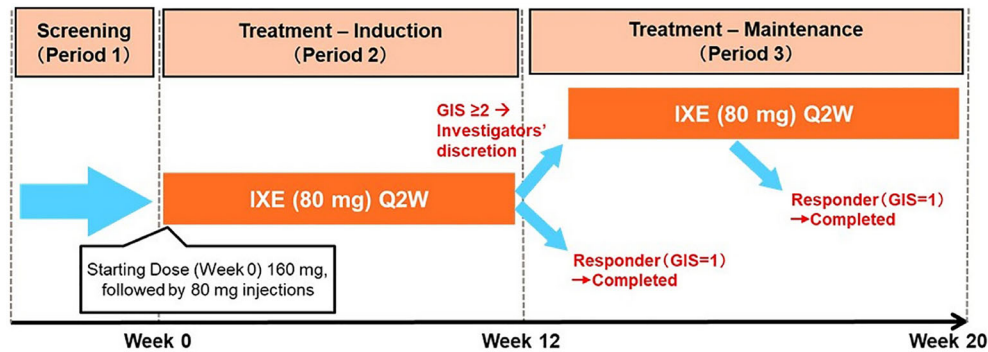 Screening
（Period 1）
Treatment – Induction
（Period 2）
Treatment – Maintenance
（Period 3）
GIS ≥2 →
Investigators’
discretion
IXE (80 mg) Q2W
IXE (80 mg) Q2W
Responder（GIS=1）
→Completed
Responder（GIS=1）
→Completed
Starting Dose (Week 0) 160 mg,
followed by 80 mg injections
Week 0
Week 12
Week 20